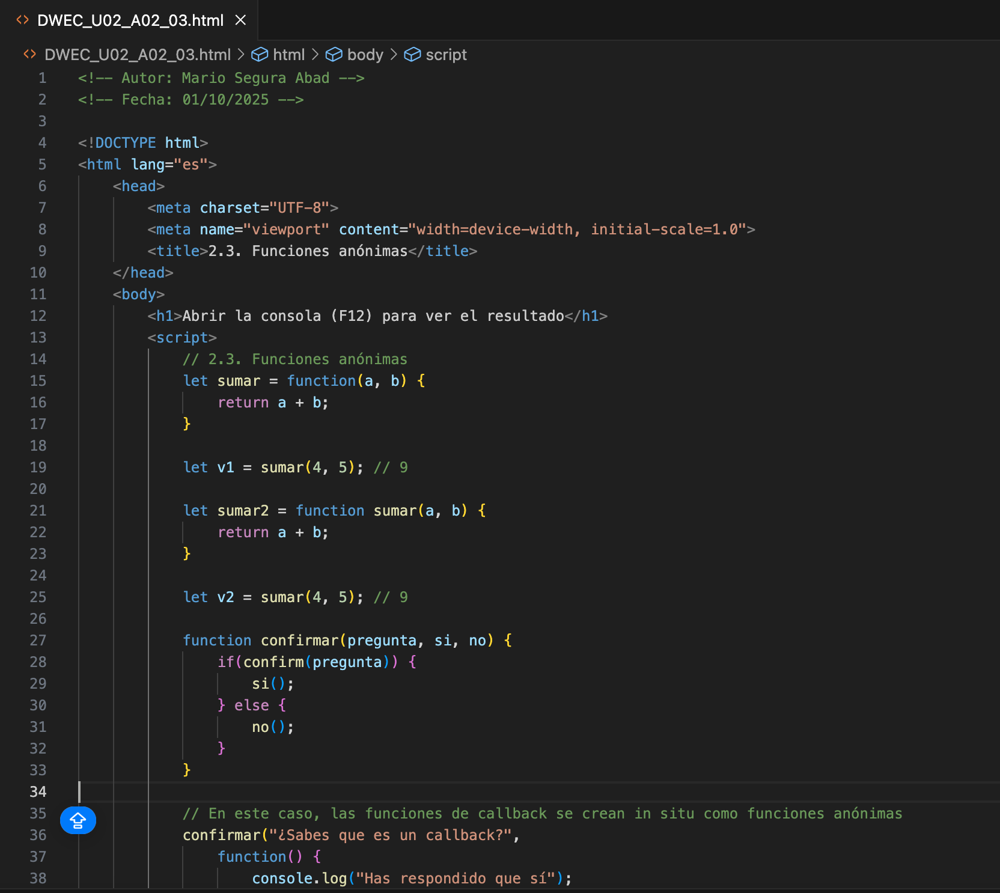 DWEC_U02_A02_03.html
DWEC_U02_A02_03.html > html > body > script
1 <!-- Autor: Mario Segura Abad -->
2 <!-- Fecha: 01/10/2025 -->
3
4 <!DOCTYPE html>
5 <html lang="es">
6     <head>
7         <meta charset="UTF-8">
8         <meta name="viewport" content="width=device-width, initial-scale=1.0">
9         <title>2.3. Funciones anónimas</title>
10     </head>
11     <body>
12         <h1>Abrir la consola (F12) para ver el resultado</h1>
13         <script>
14             // 2.3. Funciones anónimas
15             let sumar = function(a, b) {
16                 return a + b;
17             }
18
19             let v1 = sumar(4, 5); // 9
20
21             let sumar2 = function sumar(a, b) {
22                 return a + b;
23             }
24
25             let v2 = sumar(4, 5); // 9
26
27             function confirmar(pregunta, si, no) {
28                 if(confirm(pregunta)) {
29                     si();
30                 } else {
31                     no();
32                 }
33             }
34
35             // En este caso, las funciones de callback se crean in situ como funciones anónimas
36             confirmar("¿Sabes que es un callback?",
37                 function() {
38                     console.log("Has respondido que sí");